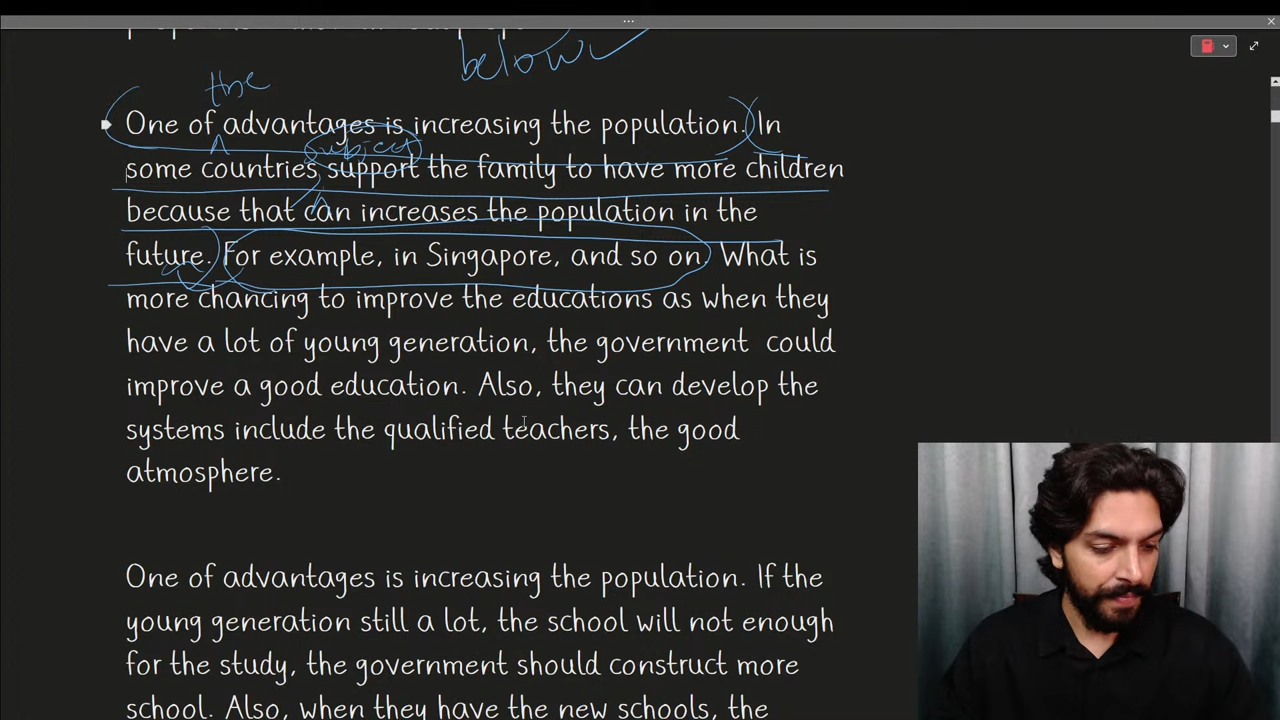 below
the
One of advantages is increasing the population. In
subject
some countries support the family to have more children
because that can increases the population in the
future. For example, in Singapore, and so on. What is
more chancing to improve the educations as when they
have a lot of young generation, the government could
improve a good education. Also, they can develop the
systems include the qualified teachers, the good
atmosphere.
One of advantages is increasing the population. If the
young generation still a lot, the school will not enough
for the study, the government should construct more
school. Also, when they have the new schools, the